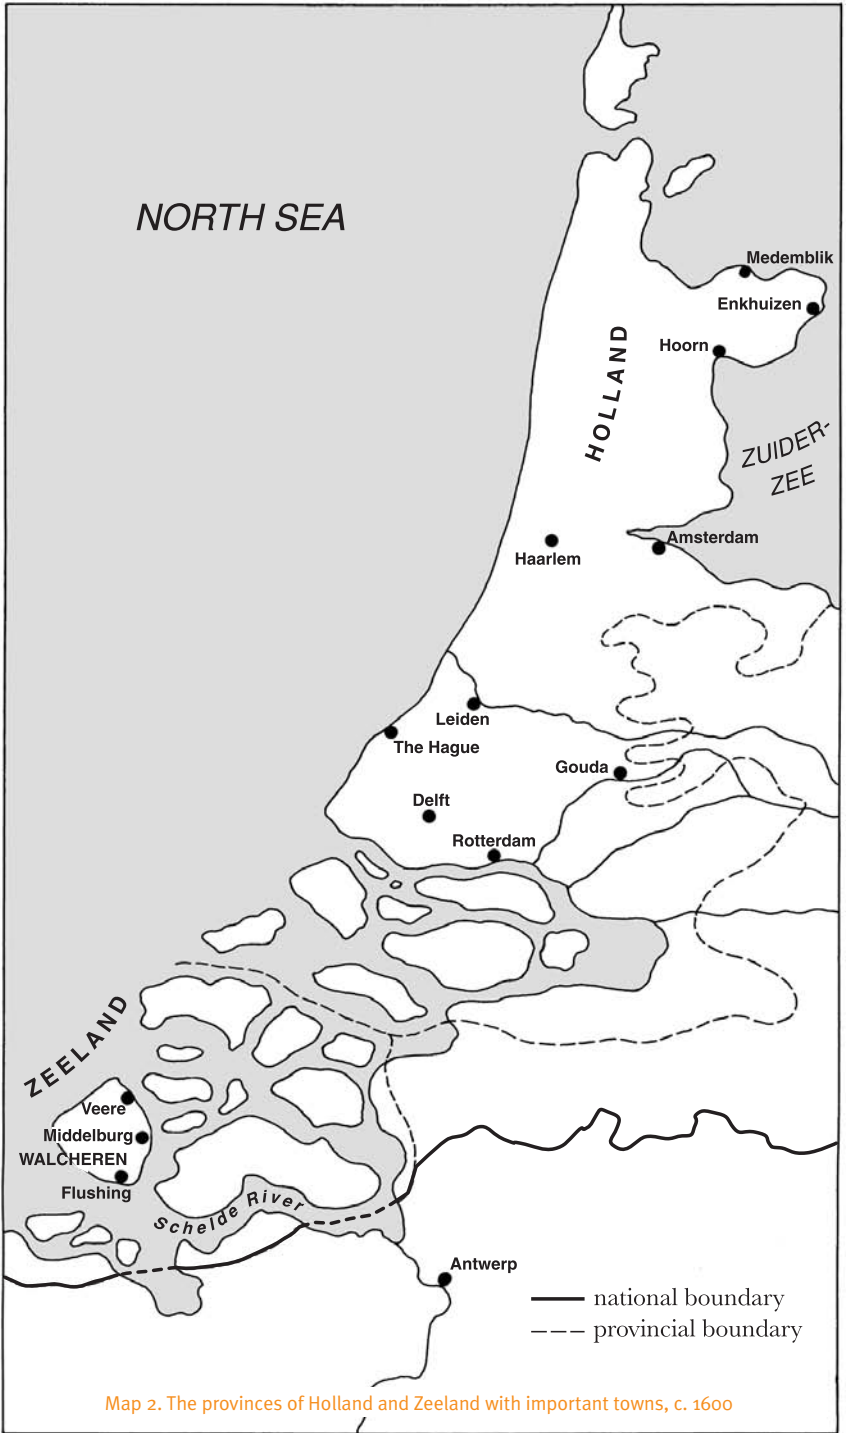 NORTH SEA
Medemblik
Enkhuizen
Hoorn
HOLLAND
ZUIDER-
ZEE
Haarlem
Amsterdam
Leiden
The Hague
Gouda
Delft
Rotterdam
ZEELAND
Veere
Middelburg
WALCHEREN
Flushing
Schelde River
Antwerp
national boundary
provincial boundary
Map 2. The provinces of Holland and Zeeland with important towns, c. 1600